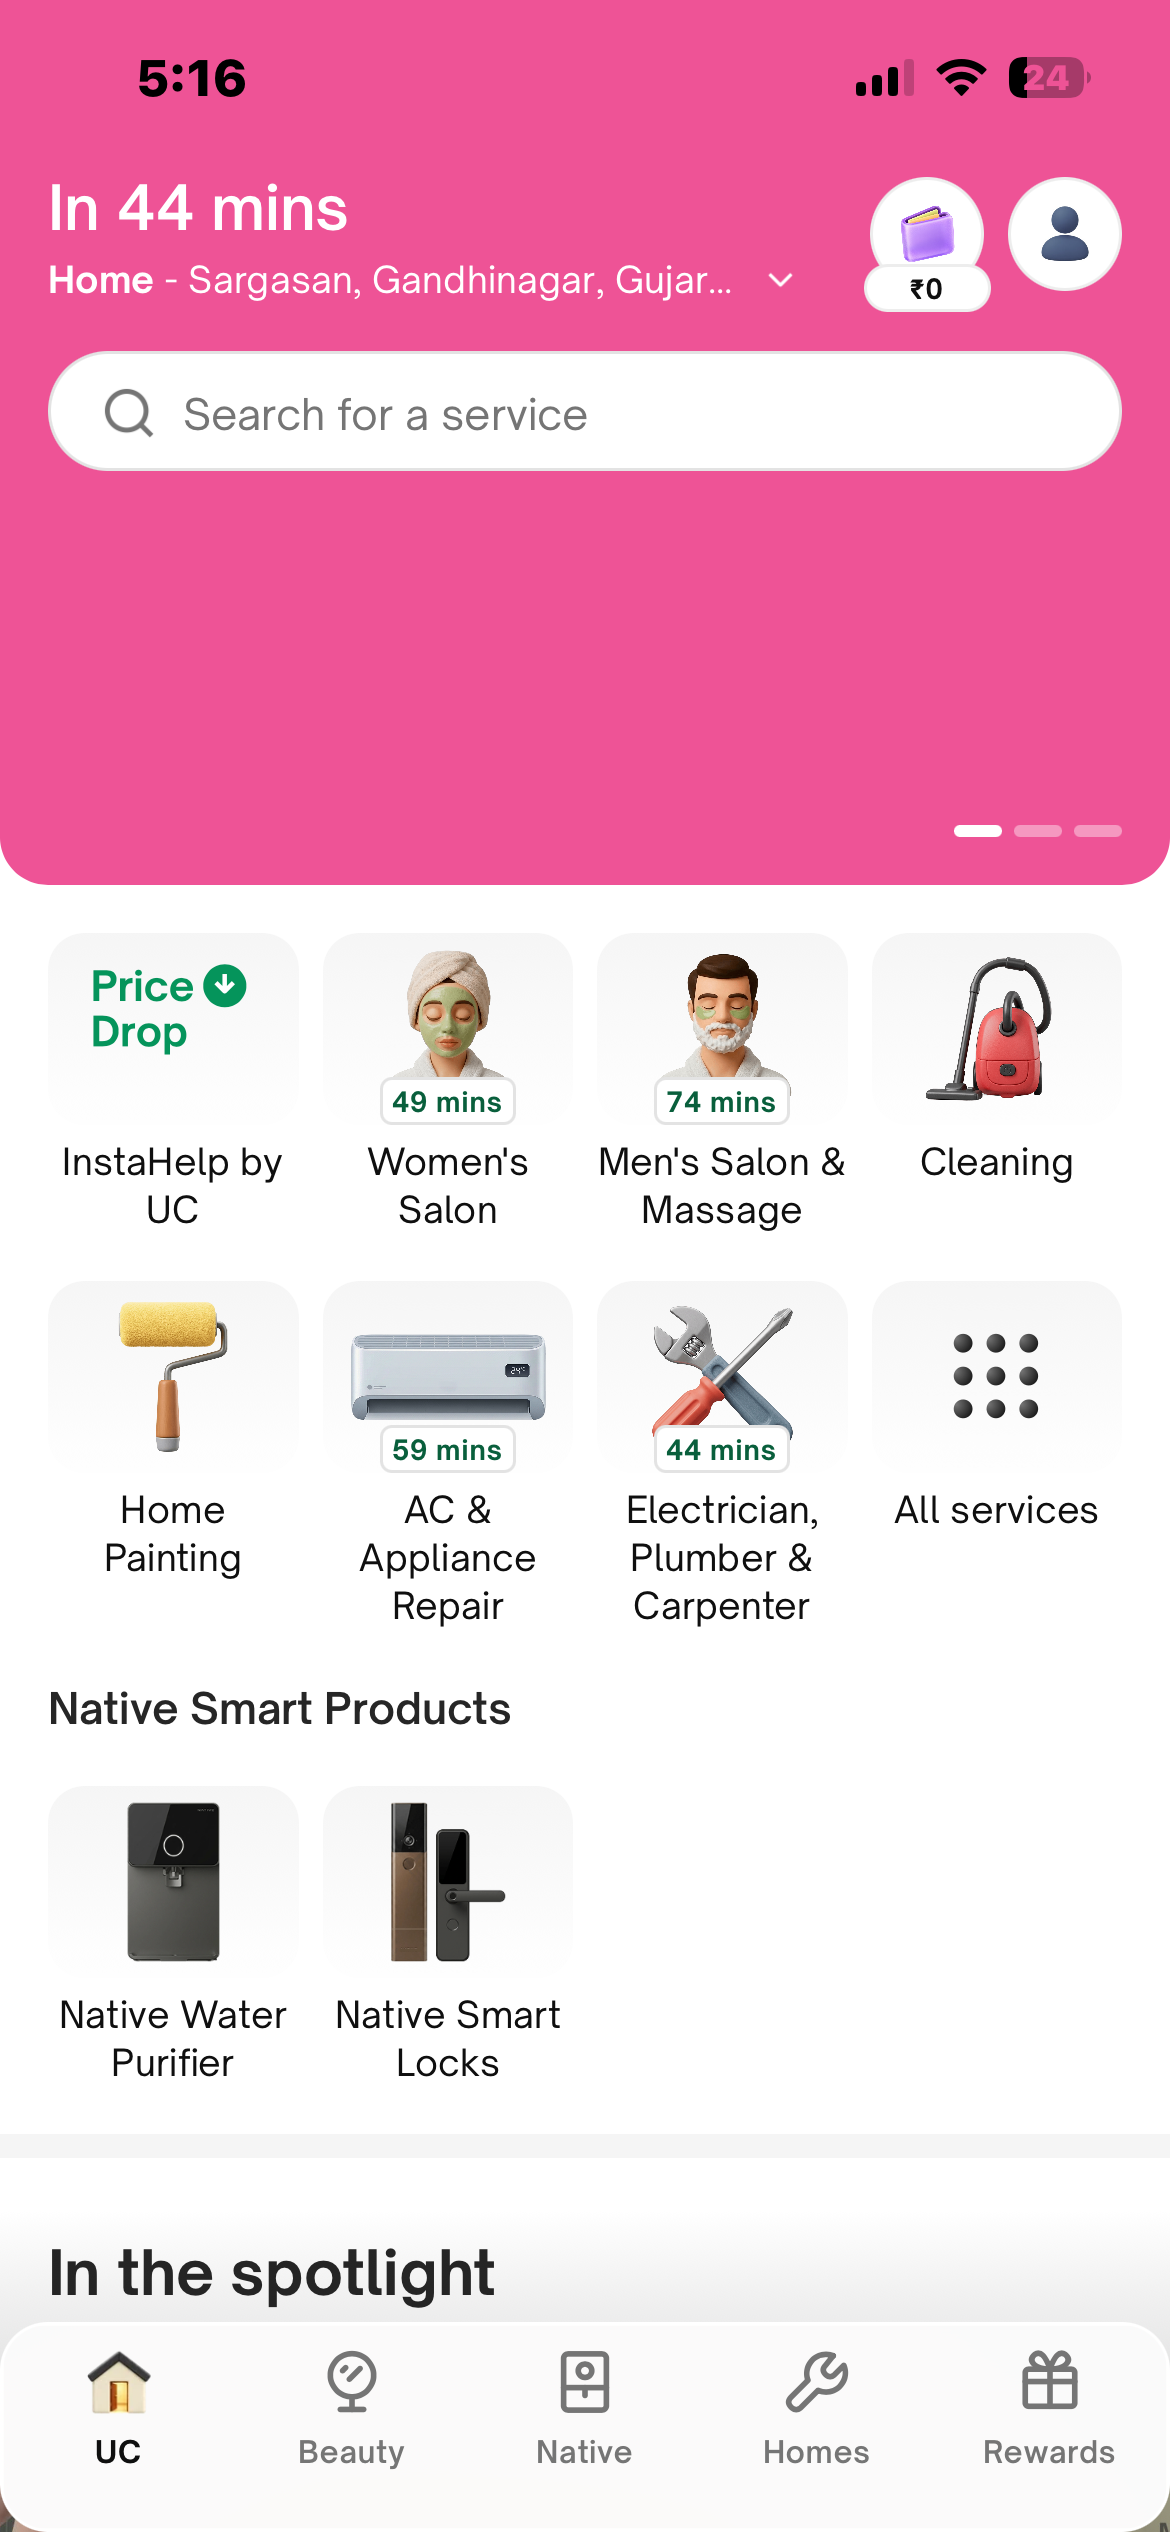 5:16
24
In 44 mins
Home - Sargasan, Gandhinagar, Gujar...
₹0
Search for a service
Price
Drop
49 mins
74 mins
InstaHelp by
UC
Women's
Salon
Men's Salon &
Massage
Cleaning
24°
59 mins
44 mins
Home
Painting
AC &
Appliance
Repair
Electrician,
Plumber &
Carpenter
All services
Native Smart Products
Native Water
Purifier
Native Smart
Locks
In the spotlight
UC
Beauty
Native
Homes
Rewards